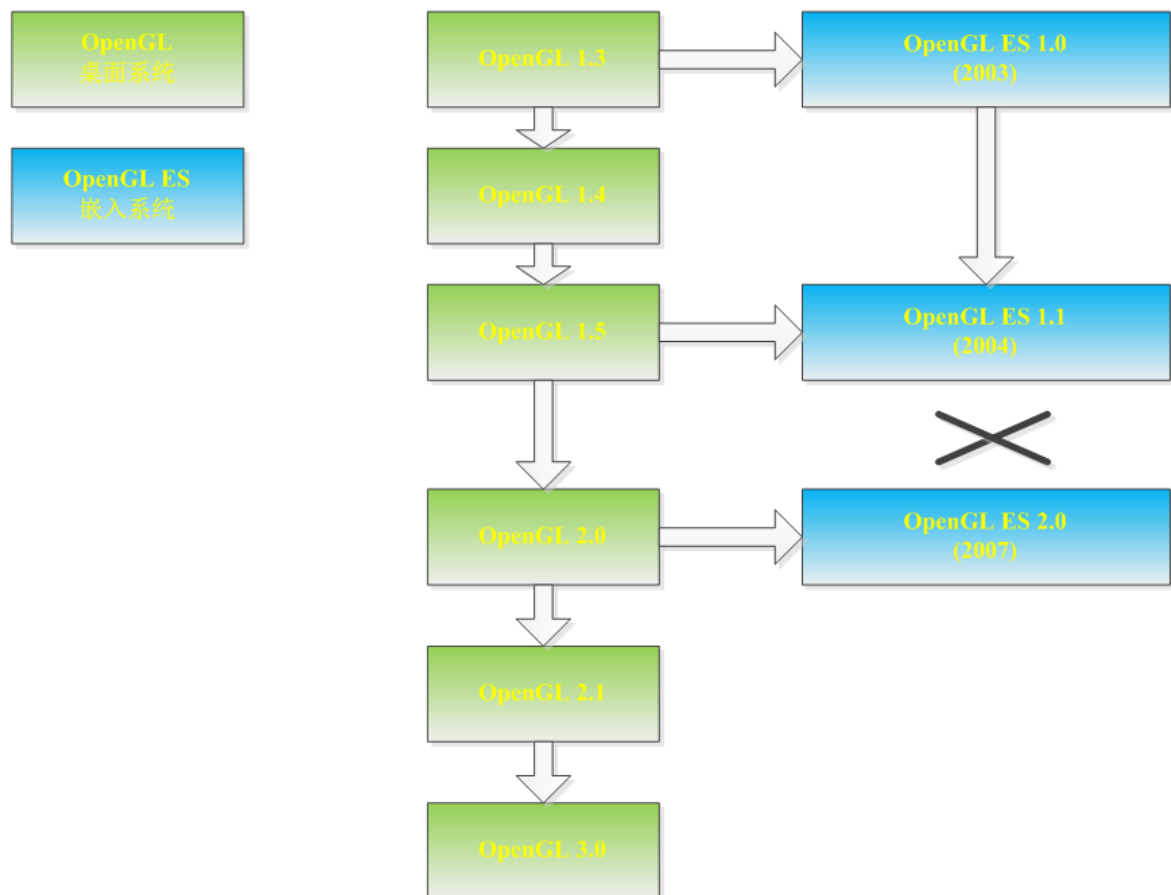 OpenGL
桌面系统
OpenGL ES
嵌入系统
OpenGL 1.3
OpenGL ES 1.0
(2003)
OpenGL 1.4
OpenGL 1.5
OpenGL ES 1.1
(2004)
OpenGL 2.0
OpenGL ES 2.0
(2007)
OpenGL 2.1
OpenGL 3.0